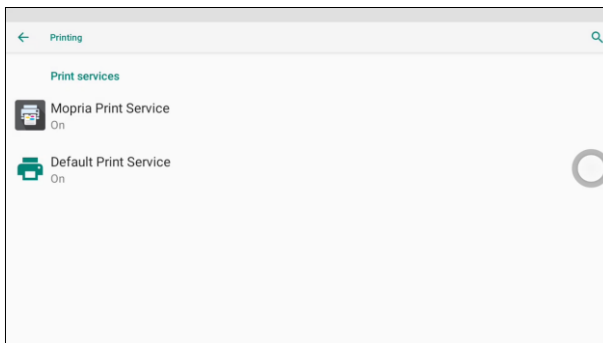 Printing
Print services
Mopria Print Service
On
Default Print Service
On